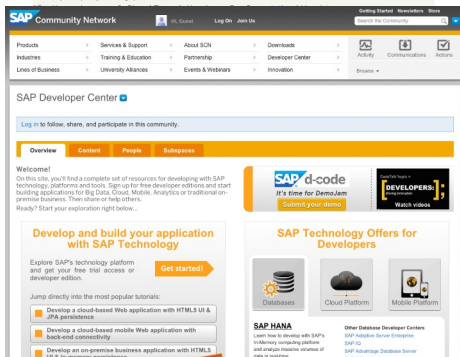 Getting Started Newsletters Store
SAP Community Network
Hi, Guest Log On Join Us
Search the Community
Products Services & Support About SCN Downloads
Industries Training & Education Partnership Developer Center
Lines of Business University Alliances Events & Webinars Innovation
Activity Communications Actions
Browse
SAP Developer Center
Log in to follow, share, and participate in this community.
Overview Content People Subspaces
Welcome!
On this site, you'll find a complete set of resources for developing with SAP
technology, platforms and tools. Sign up for free developer editions and start
building applications for Big Data, Cloud, Mobile, Analytics or traditional on-
premise business. Then share or help others.
Ready? Start your exploration right below...
SAP d-code
It's time for DemoJam
Submit your demo
DEVELOPERS:
Watch videos
Develop and build your application
with SAP Technology
Explore SAP's technology platform
and get your free trial access or
developer edition.
Get started!
Jump directly into the most popular tutorials:
Develop a cloud-based Web application with HTML5 UI &
JPA persistence
Develop a cloud-based mobile Web application with
back-end connectivity
Develop an on-premise business application with HTML5
SAP Technology Offers for
Developers
Databases Cloud Platform Mobile Platform
SAP HANA
Learn how to develop with SAP's
In-Memory computing platform
and analyze massive volumes of
data in real-time
Other Database Developer Centers
SAP Adaptive Server Enterprise
SAP IQ
SAP Advantage Database Server